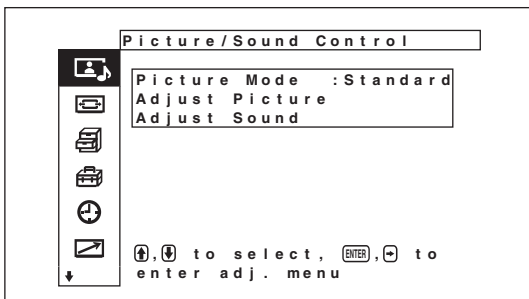 Picture/Sound Control
Picture Mode :Standard
Adjust Picture
Adjust Sound
↑,↓ to select, ENTER,→ to
enter adj. menu